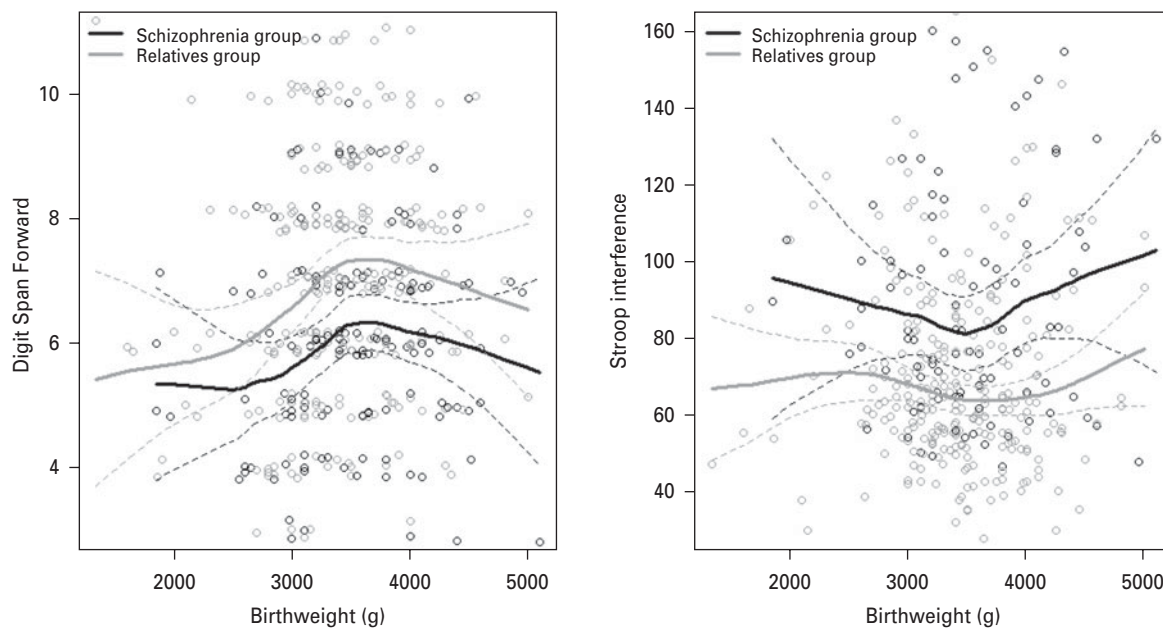 Schizophrenia group
Relatives group
10
8
6
4
Digit Span Forward
2000 3000 4000 5000
Birthweight (g)
Schizophrenia group
Relatives group
160
140
120
100
80
60
40
Stroop interference
2000 3000 4000 5000
Birthweight (g)